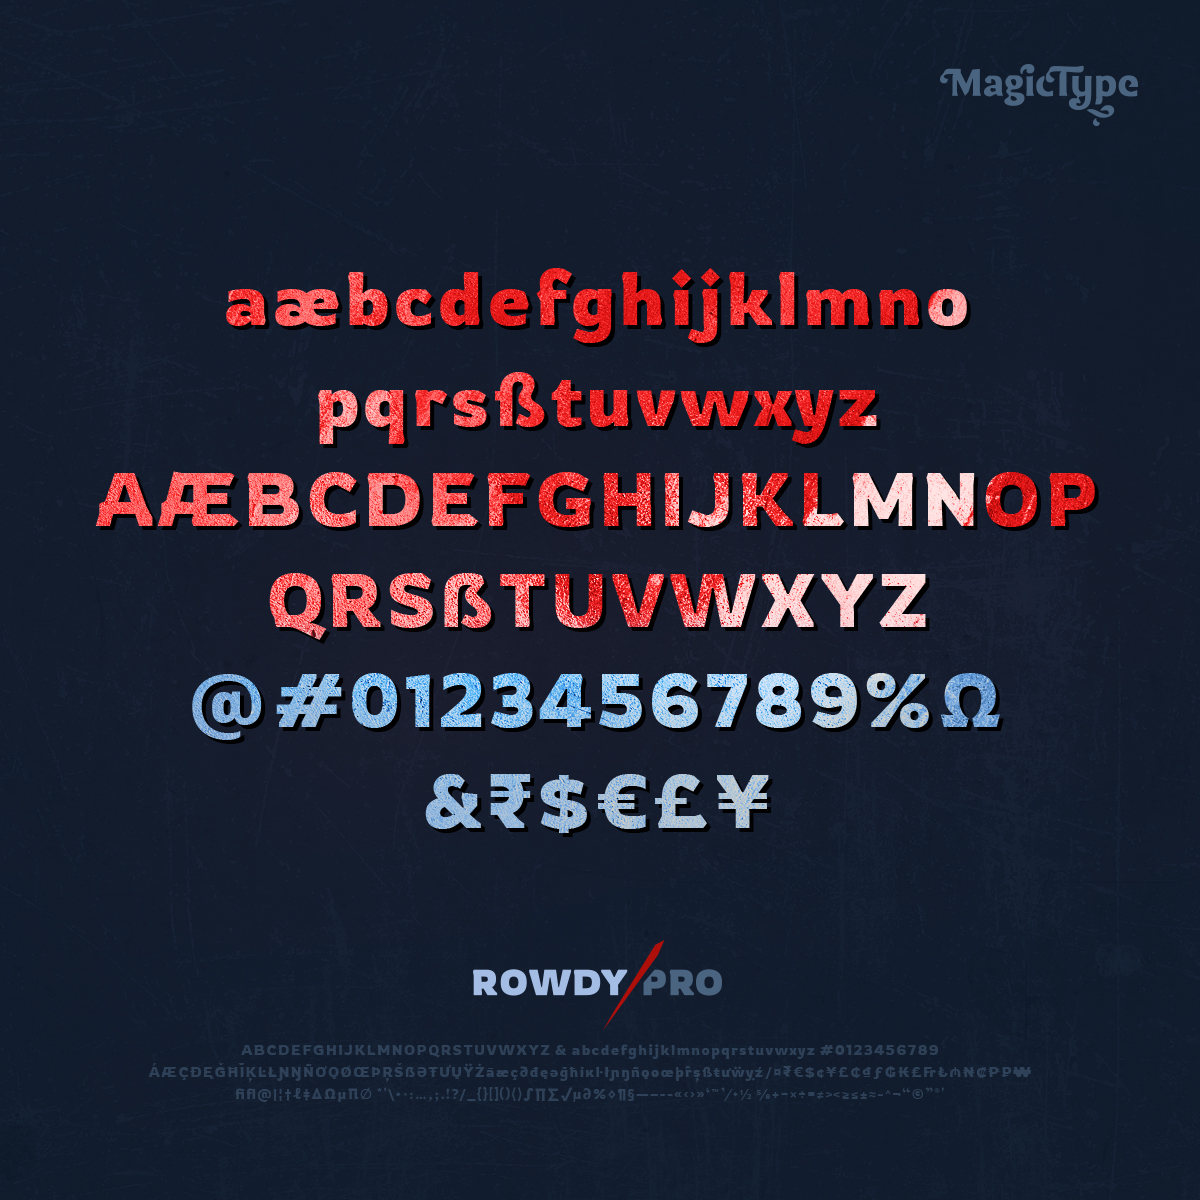 MagicType
aæbcdefghijklmno
pqrsßtuvwxyz
AÆBCDEFGHIJKLMNOP
QRSßTUVWXYZ
@#0123456789%Ω
&₹$€£¥
ROWDY/PRO
ABCDEFGHIJKLMNOPQRSTUVWXYZ & abcdefghijklmnopqrstuvwxyz #0123456789